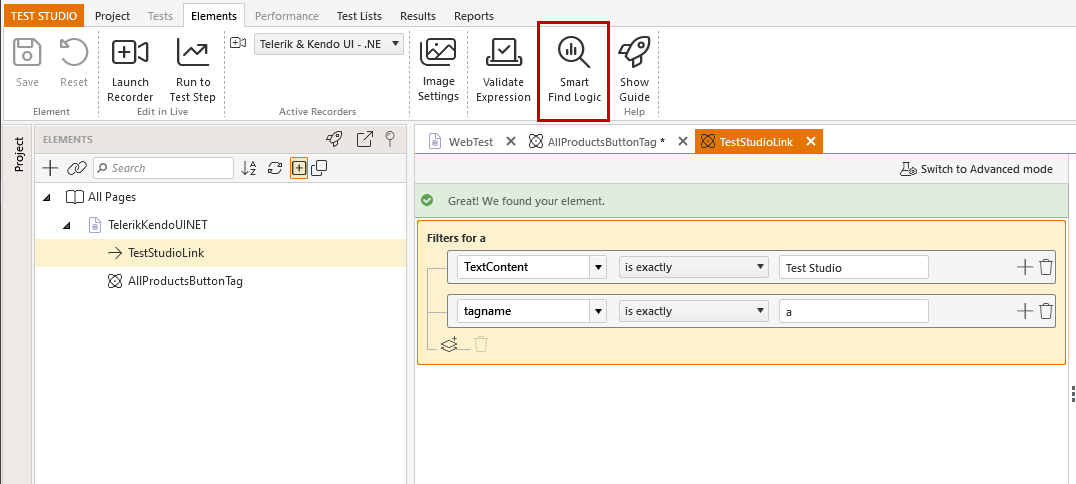 TEST STUDIO Project Tests Elements Performance Test Lists Results Reports
Telerik & Kendo UI - .NE
Save Reset Launch Recorder Run to Test Step Image Settings Validate Expression Smart Find Logic Show Guide
Element Edit in Live Active Recorders Help
Project
ELEMENTS
Search
All Pages
TelerikKendoUINET
TestStudioLink
AllProductsButtonTag
WebTest AllProductsButtonTag * TestStudioLink
Switch to Advanced mode
Great! We found your element.
Filters for a
TextContent is exactly Test Studio
tagname is exactly a